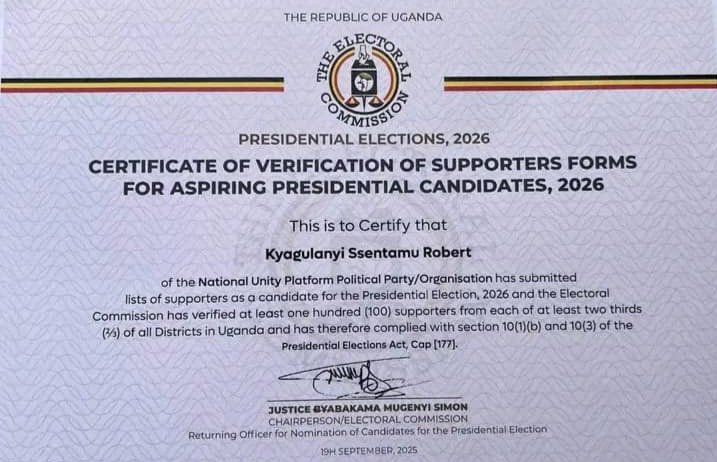 THE REPUBLIC OF UGANDA
THE ELECTORAL COMMISSION
PRESIDENTIAL ELECTIONS, 2026
CERTIFICATE OF VERIFICATION OF SUPPORTERS FORMS
FOR ASPIRING PRESIDENTIAL CANDIDATES, 2026
This is to Certify that
Kyagulanyi Ssentamu Robert
of the National Unity Platform Political Party/Organisation has submitted
lists of supporters as a candidate for the Presidential Election, 2026 and the Electoral
Commission has verified at least one hundred (100) supporters from each of at least two thirds
(⅔) of all Districts in Uganda and has therefore complied with section 10(1)(b) and 10(3) of the
Presidential Elections Act, Cap [177].
JUSTICE BYABAKAMA MUGENYI SIMON
CHAIRPERSON/ELECTORAL COMMISSION
Returning Officer for Nomination of Candidates for the Presidential Election
19H SEPTEMBER, 2025